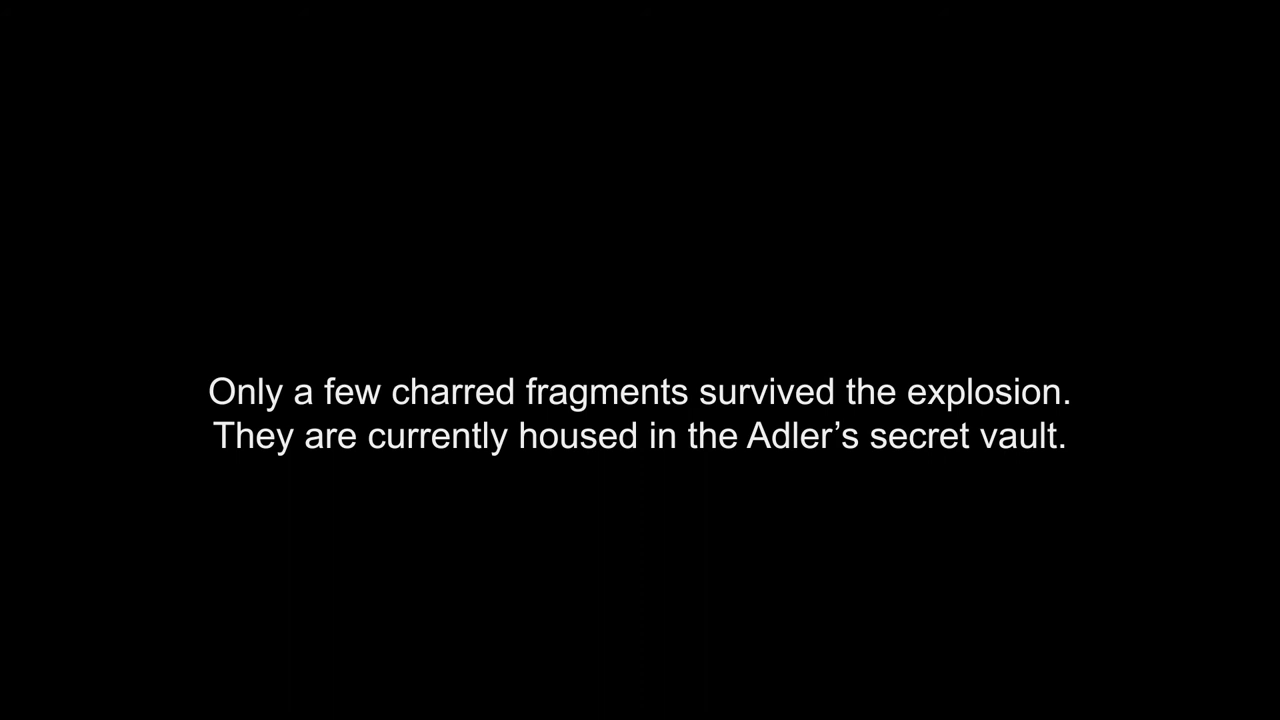 Only a few charred fragments survived the explosion.
They are currently housed in the Adler’s secret vault.